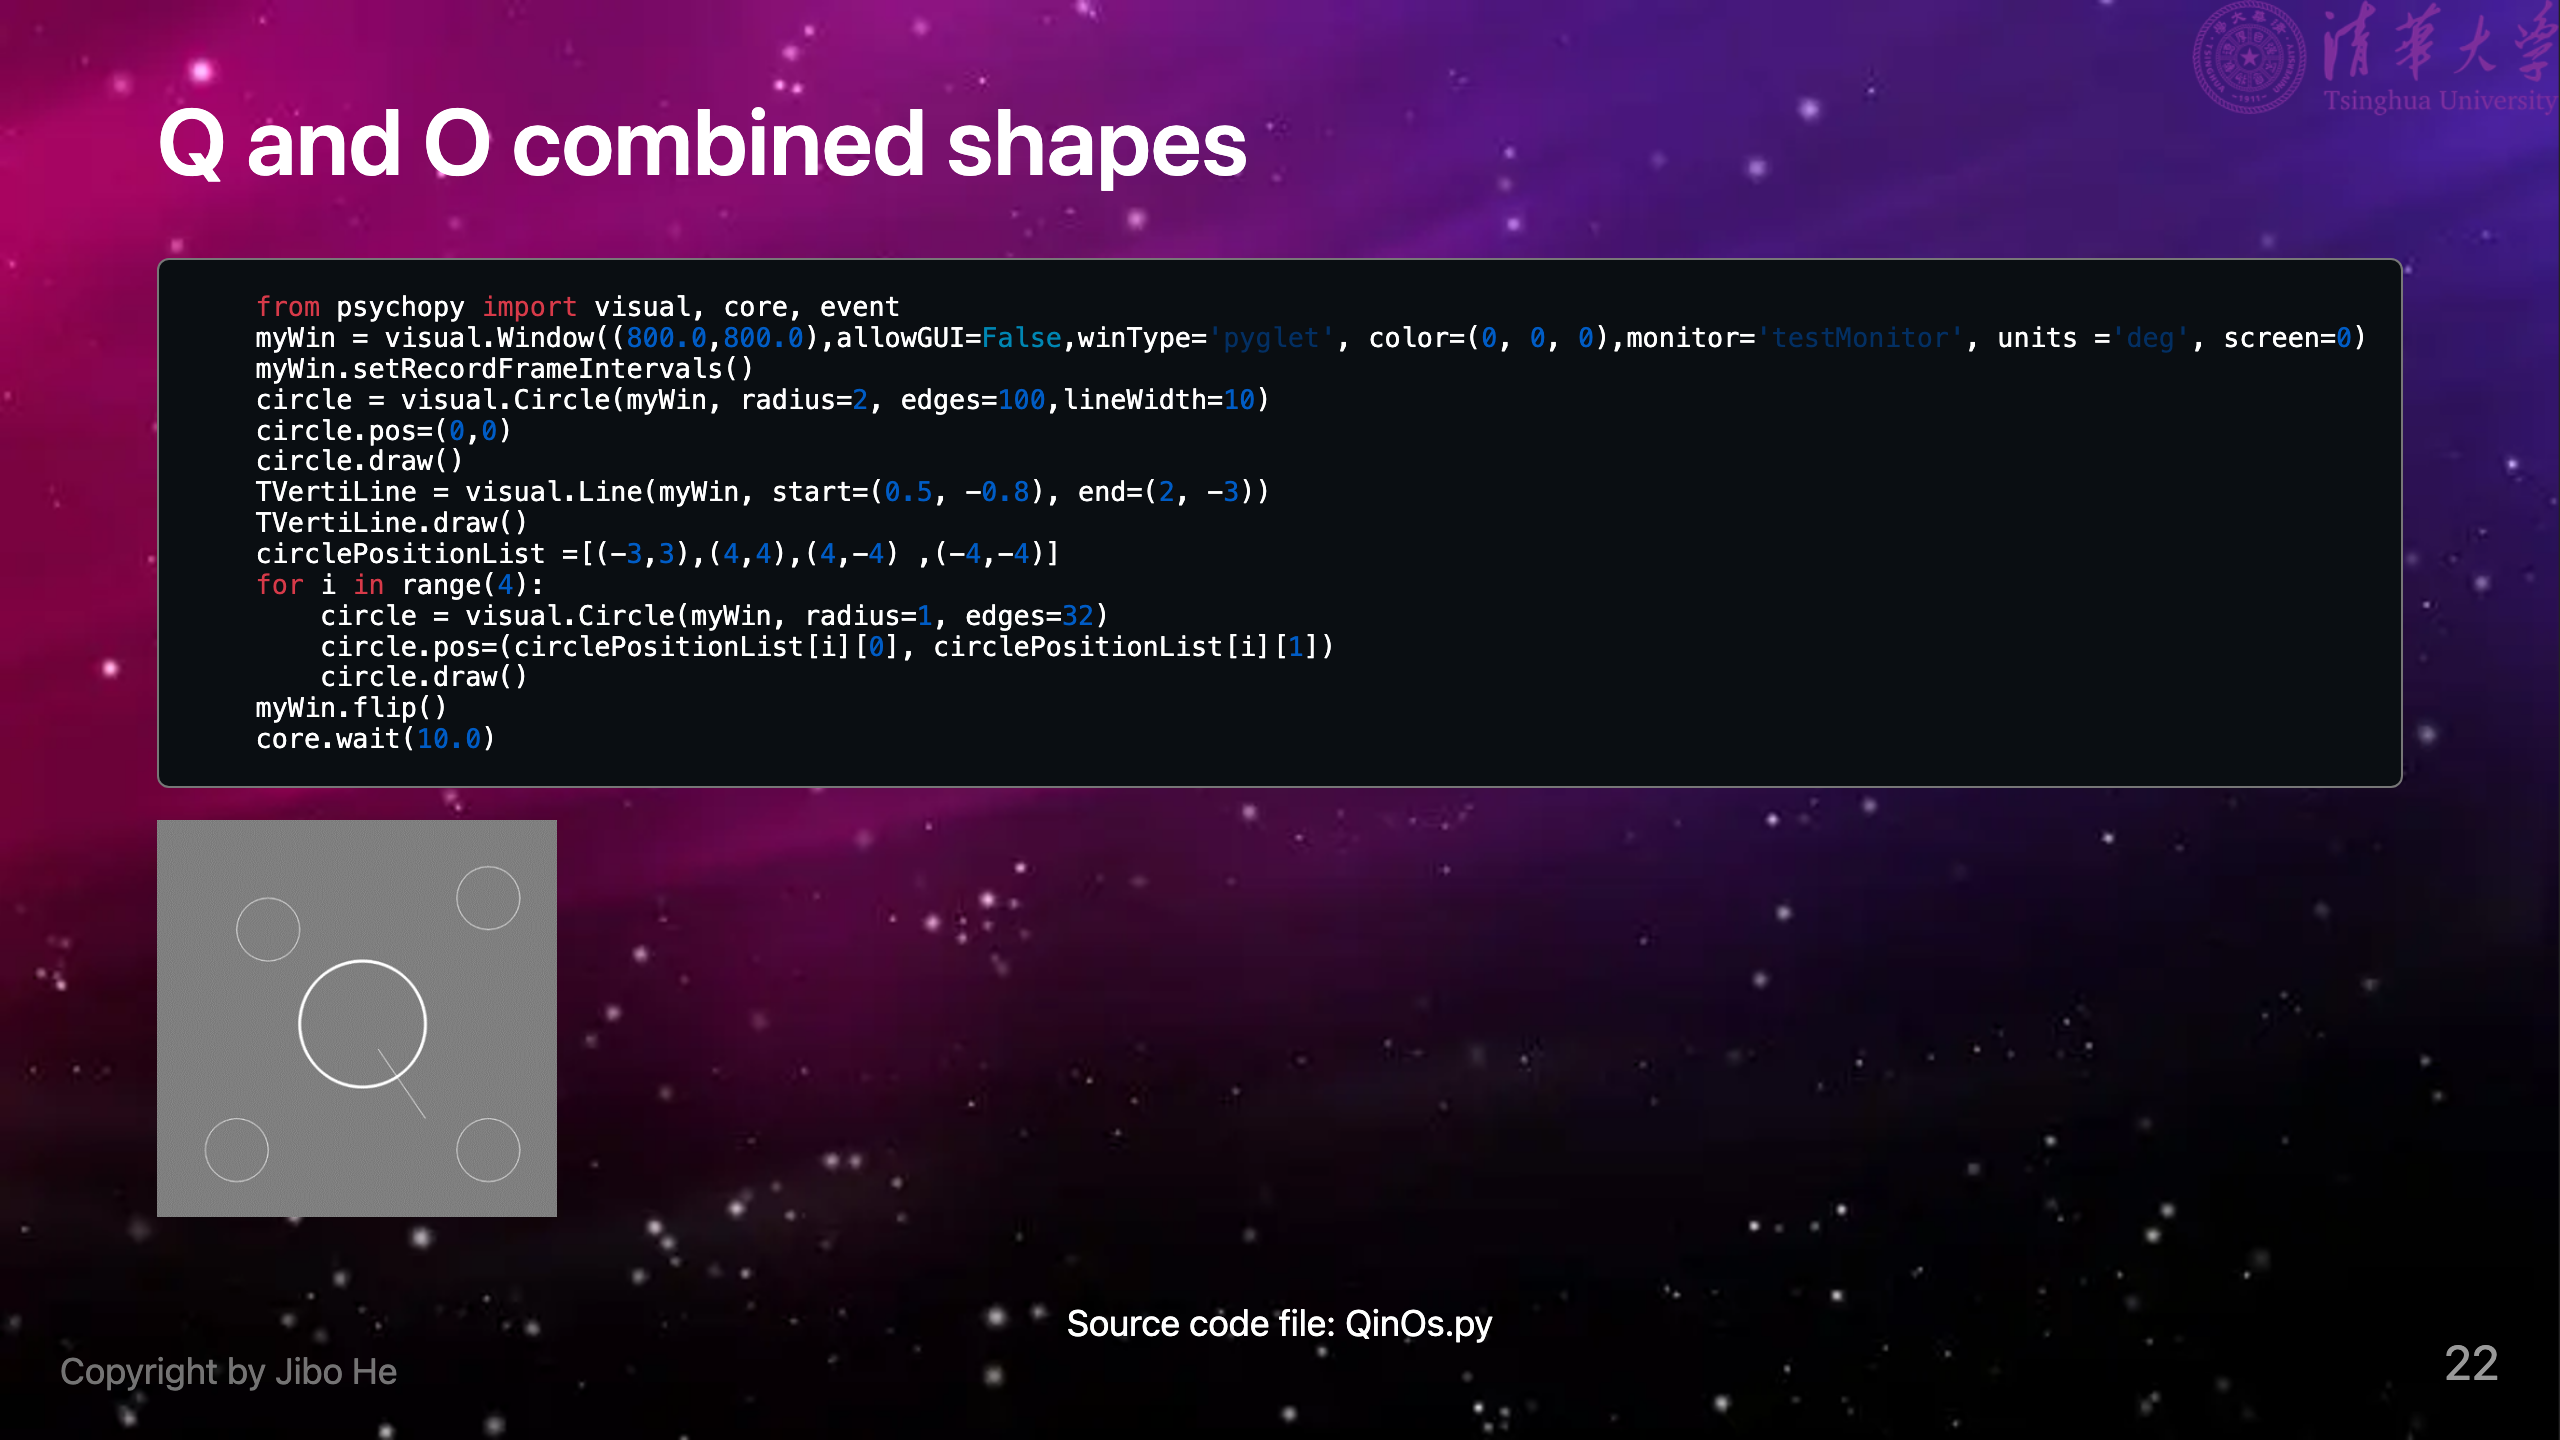 清华大学
Tsinghua University
Q and O combined shapes
from psychopy import visual, core, event
myWin = visual.Window((800.0,800.0),allowGUI=False,winType='pyglet', color=(0, 0, 0),monitor='testMonitor', units ='deg', screen=0)
myWin.setRecordFrameIntervals()
circle = visual.Circle(myWin, radius=2, edges=100,lineWidth=10)
circle.pos=(0,0)
circle.draw()
TVertiLine = visual.Line(myWin, start=(0.5, -0.8), end=(2, -3))
TVertiLine.draw()
circlePositionList =[(-3,3),(4,4),(4,-4) ,(-4,-4)]
for i in range(4):
    circle = visual.Circle(myWin, radius=1, edges=32)
    circle.pos=(circlePositionList[i][0], circlePositionList[i][1])
    circle.draw()
myWin.flip()
core.wait(10.0)
Source code file: QinOs.py
Copyright by Jibo He
22